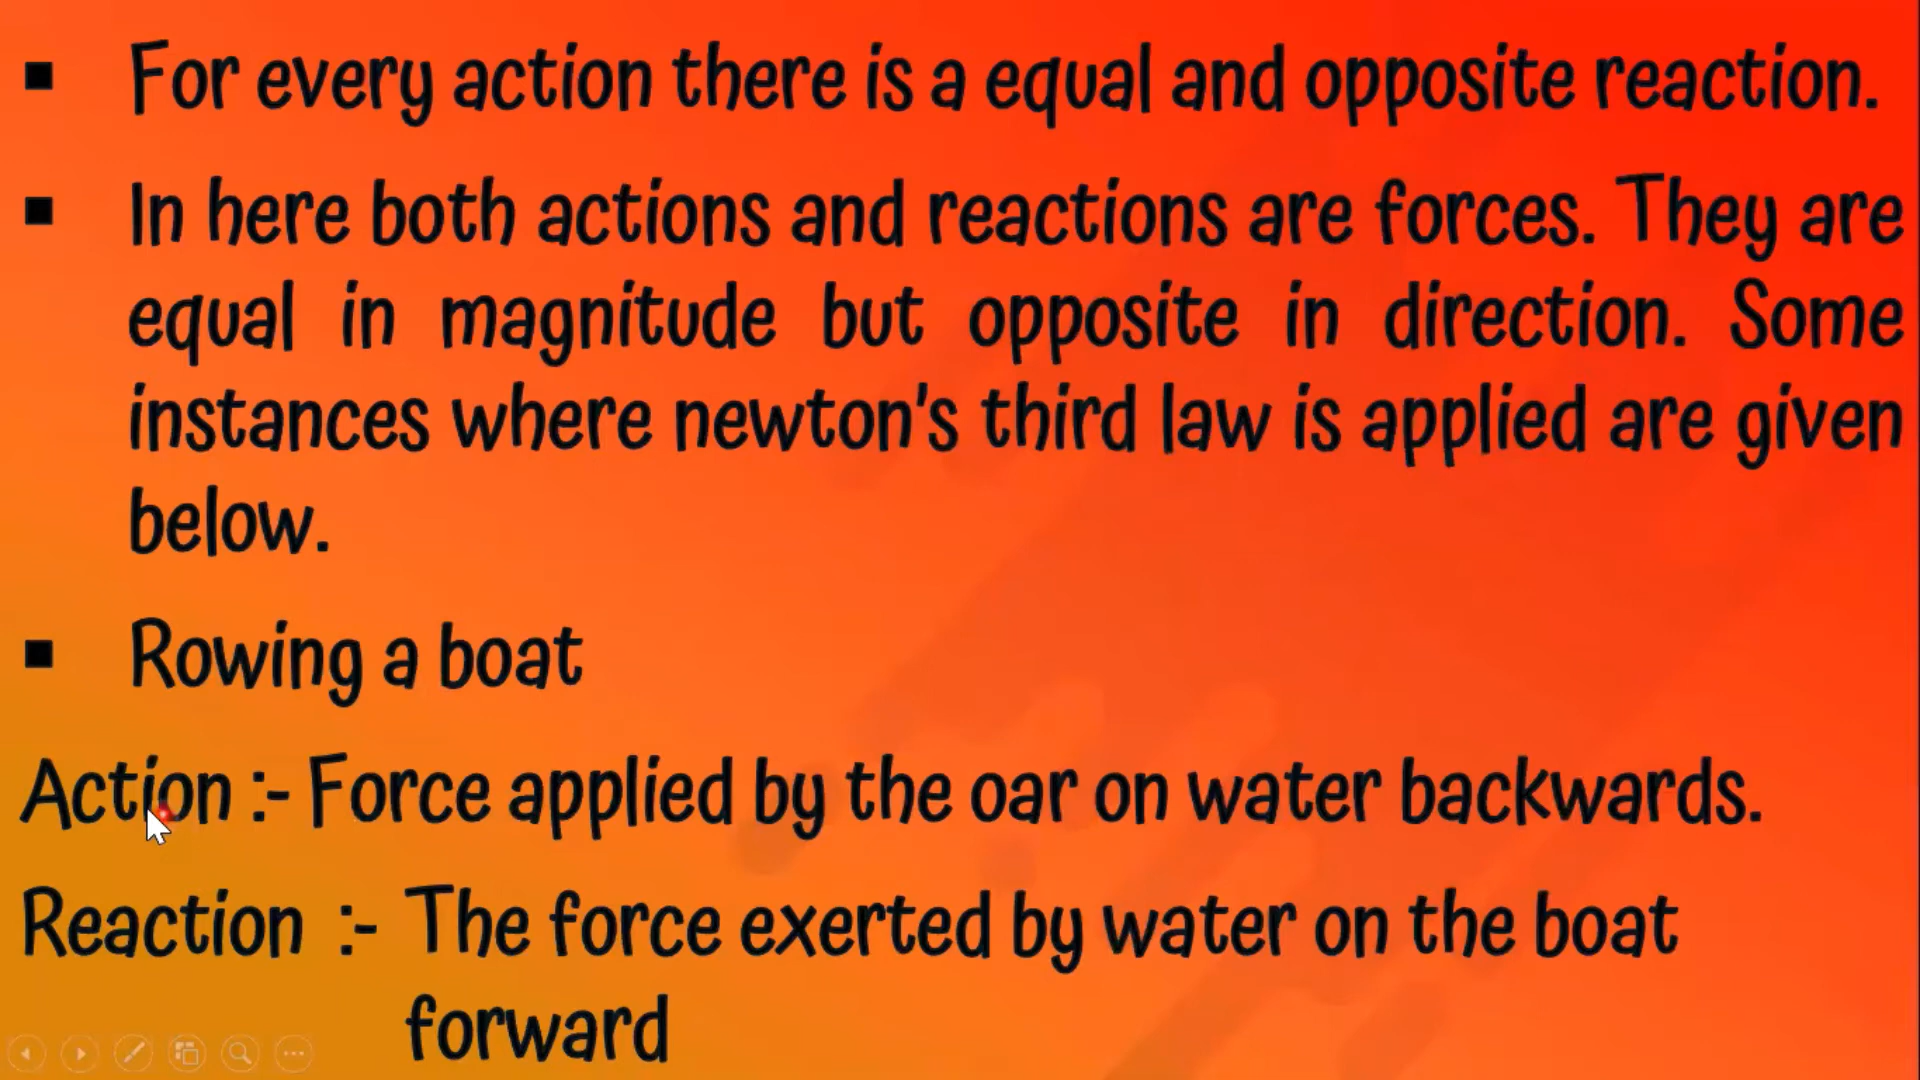 ▪ For every action there is a equal and opposite reaction.
▪ In here both actions and reactions are forces. They are
equal in magnitude but opposite in direction. Some
instances where newton's third law is applied are given
below.
▪ Rowing a boat
Action :- Force applied by the oar on water backwards.
Reaction :- The force exerted by water on the boat
forward